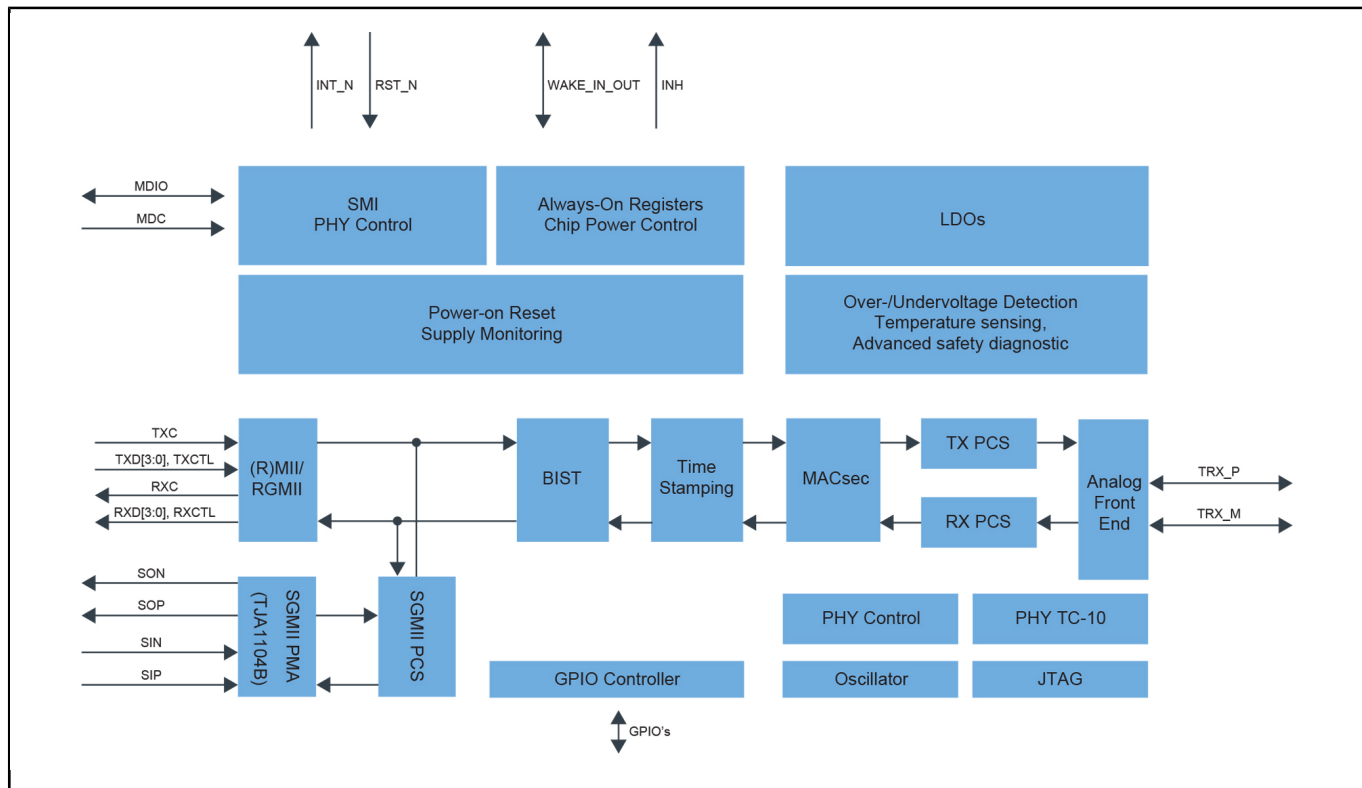 INT_N
RST_N
WAKE_IN_OUT
INH
MDIO
MDC
SMI
PHY Control
Always-On Registers
Chip Power Control
LDOs
Power-on Reset
Supply Monitoring
Over-/Undervoltage Detection
Temperature sensing,
Advanced safety diagnostic
TXC
TXD[3:0], TXCTL
RXC
RXD[3:0], RXCTL
(R)MII/
RGMII
BIST
Time
Stamping
MACsec
TX PCS
RX PCS
Analog
Front
End
TRX_P
TRX_M
SON
SOP
SIN
SIP
SGMII PMA
(TJA1104B)
SGMII PCS
PHY Control
PHY TC-10
GPIO Controller
Oscillator
JTAG
GPIO's